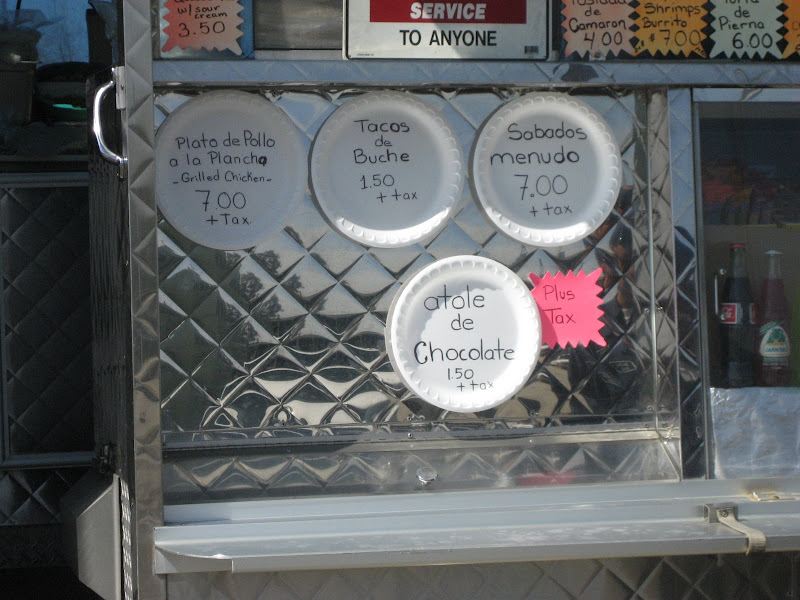 w/sour
cream
3.50
SERVICE
TO ANYONE
de
Camaron
4.00
Shrimps
Burrito
$7.00
de
Pierna
6.00
Plato de Pollo
a la Plancha
-Grilled Chicken-
7.00
+ Tax
Tacos
de
Buche
1.50
+ tax
Sabados
menudo
7.00
+ tax
atole
de
Chocolate
1.50
+ tax
Plus
Tax